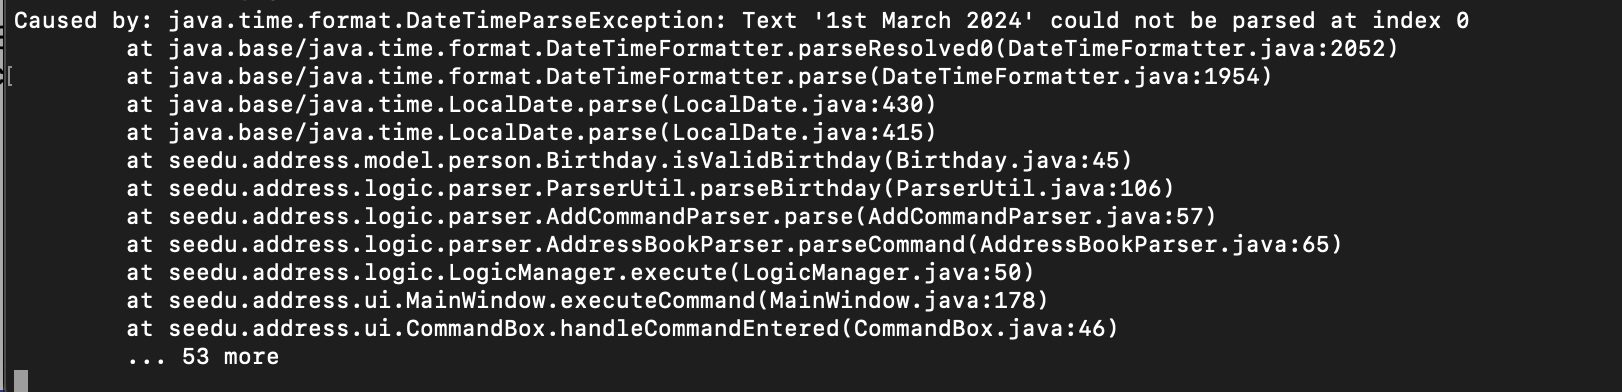 Caused by: java.time.format.DateTimeParseException: Text '1st March 2024' could not be parsed at index 0
at java.base/java.time.format.DateTimeFormatter.parseResolved0(DateTimeFormatter.java:2052)
at java.base/java.time.format.DateTimeFormatter.parse(DateTimeFormatter.java:1954)
at java.base/java.time.LocalDate.parse(LocalDate.java:430)
at java.base/java.time.LocalDate.parse(LocalDate.java:415)
at seedu.address.model.person.Birthday.isValidBirthday(Birthday.java:45)
at seedu.address.logic.parser.ParserUtil.parseBirthday(ParserUtil.java:106)
at seedu.address.logic.parser.AddCommandParser.parse(AddCommandParser.java:57)
at seedu.address.logic.parser.AddressBookParser.parseCommand(AddressBookParser.java:65)
at seedu.address.logic.LogicManager.execute(LogicManager.java:50)
at seedu.address.ui.MainWindow.executeCommand(MainWindow.java:178)
at seedu.address.ui.CommandBox.handleCommandEntered(CommandBox.java:46)
... 53 more